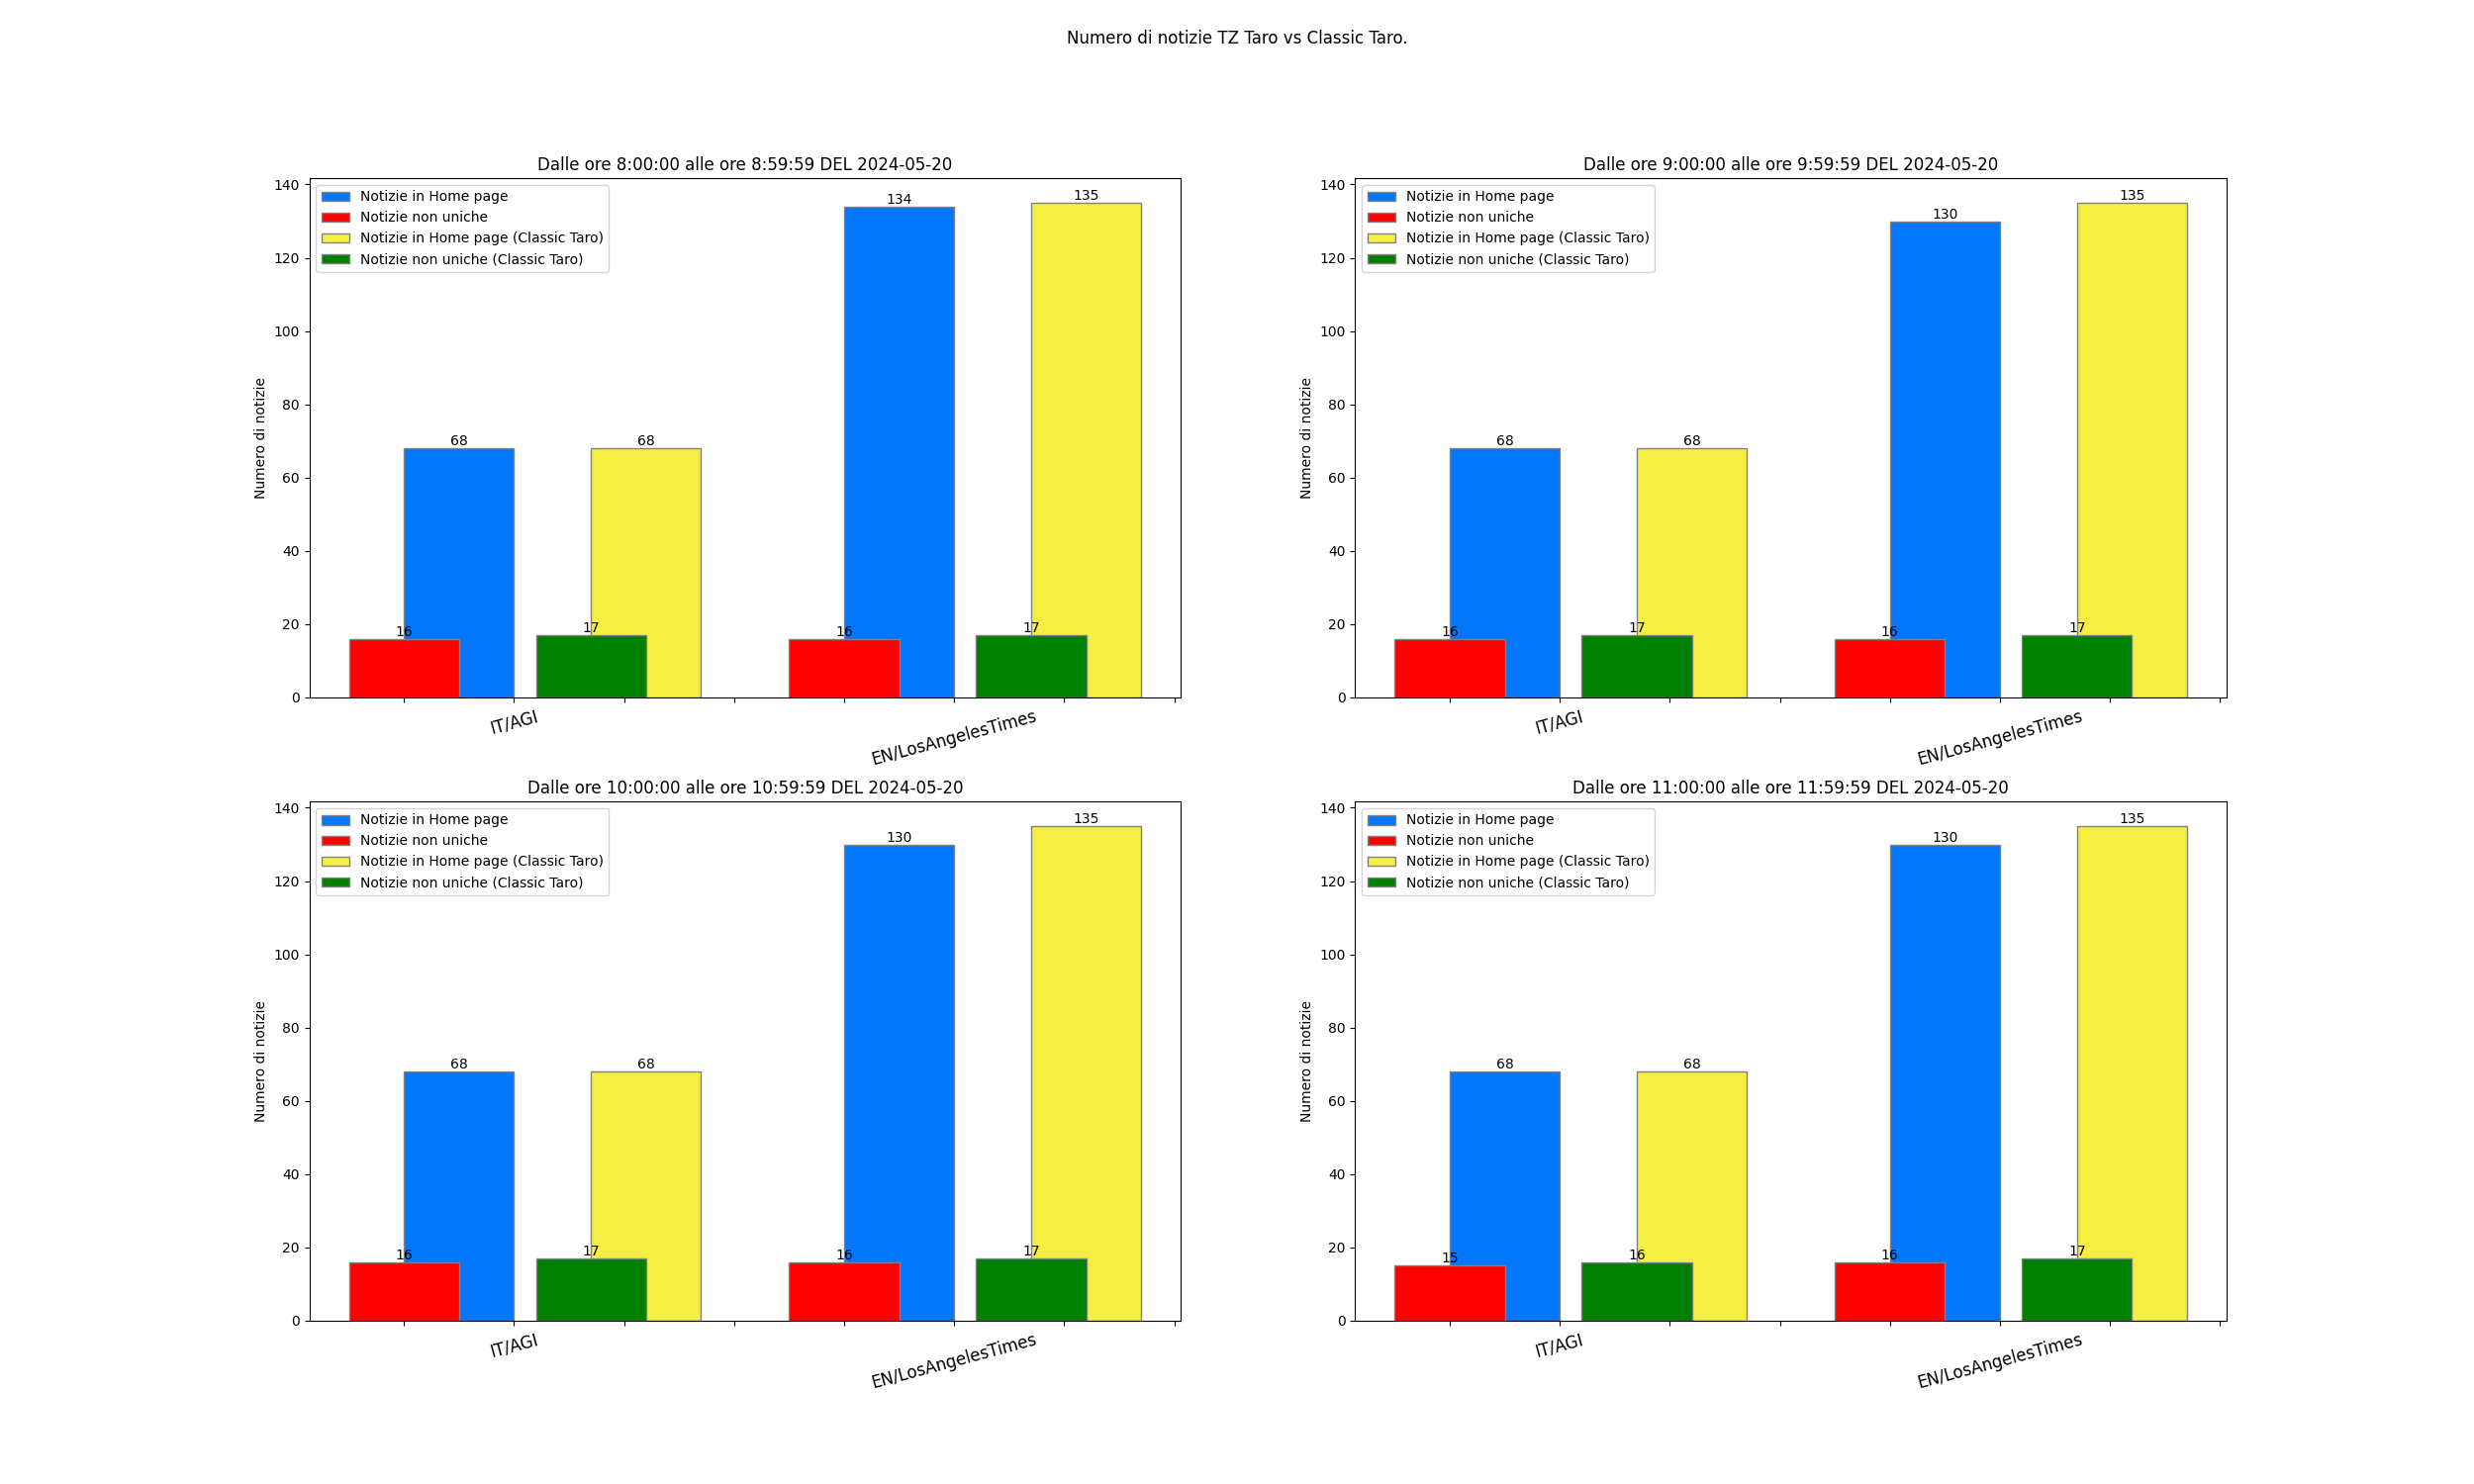 Numero di notizie TZ Taro vs Classic Taro.
Dalle ore 8:00:00 alle ore 8:59:59 DEL 2024-05-20
Numero di notizie
140
120
100
80
60
40
20
0
Notizie in Home page
Notizie non uniche
Notizie in Home page (Classic Taro)
Notizie non uniche (Classic Taro)
68
68
134
135
16
17
16
17
IT/AGI
EN/LosAngelesTimes
Dalle ore 9:00:00 alle ore 9:59:59 DEL 2024-05-20
Numero di notizie
140
120
100
80
60
40
20
0
Notizie in Home page
Notizie non uniche
Notizie in Home page (Classic Taro)
Notizie non uniche (Classic Taro)
68
68
130
135
16
17
16
17
IT/AGI
EN/LosAngelesTimes
Dalle ore 10:00:00 alle ore 10:59:59 DEL 2024-05-20
Numero di notizie
140
120
100
80
60
40
20
0
Notizie in Home page
Notizie non uniche
Notizie in Home page (Classic Taro)
Notizie non uniche (Classic Taro)
68
68
130
135
16
17
16
17
IT/AGI
EN/LosAngelesTimes
Dalle ore 11:00:00 alle ore 11:59:59 DEL 2024-05-20
Numero di notizie
140
120
100
80
60
40
20
0
Notizie in Home page
Notizie non uniche
Notizie in Home page (Classic Taro)
Notizie non uniche (Classic Taro)
68
68
130
135
15
16
16
17
IT/AGI
EN/LosAngelesTimes